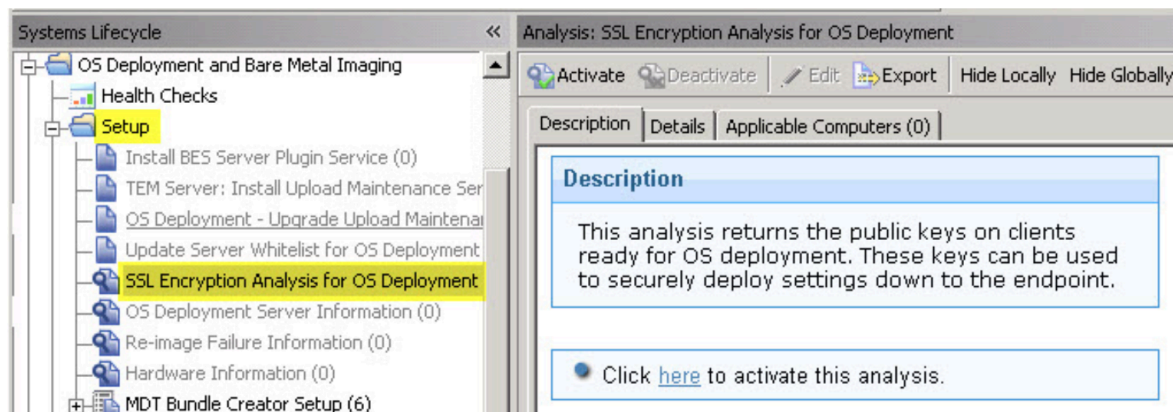 Systems Lifecycle
«
OS Deployment and Bare Metal Imaging
Health Checks
Setup
Install BES Server Plugin Service (0)
TEM Server: Install Upload Maintenance Ser
OS Deployment - Upgrade Upload Maintenan
Update Server Whitelist for OS Deployment
SSL Encryption Analysis for OS Deployment
OS Deployment Server Information (0)
Re-image Failure Information (0)
Hardware Information (0)
MDT Bundle Creator Setup (6)
Analysis: SSL Encryption Analysis for OS Deployment
Activate Deactivate Edit Export Hide Locally Hide Globally
Description Details Applicable Computers (0)
Description
This analysis returns the public keys on clients
ready for OS deployment. These keys can be used
to securely deploy settings down to the endpoint.
Click here to activate this analysis.